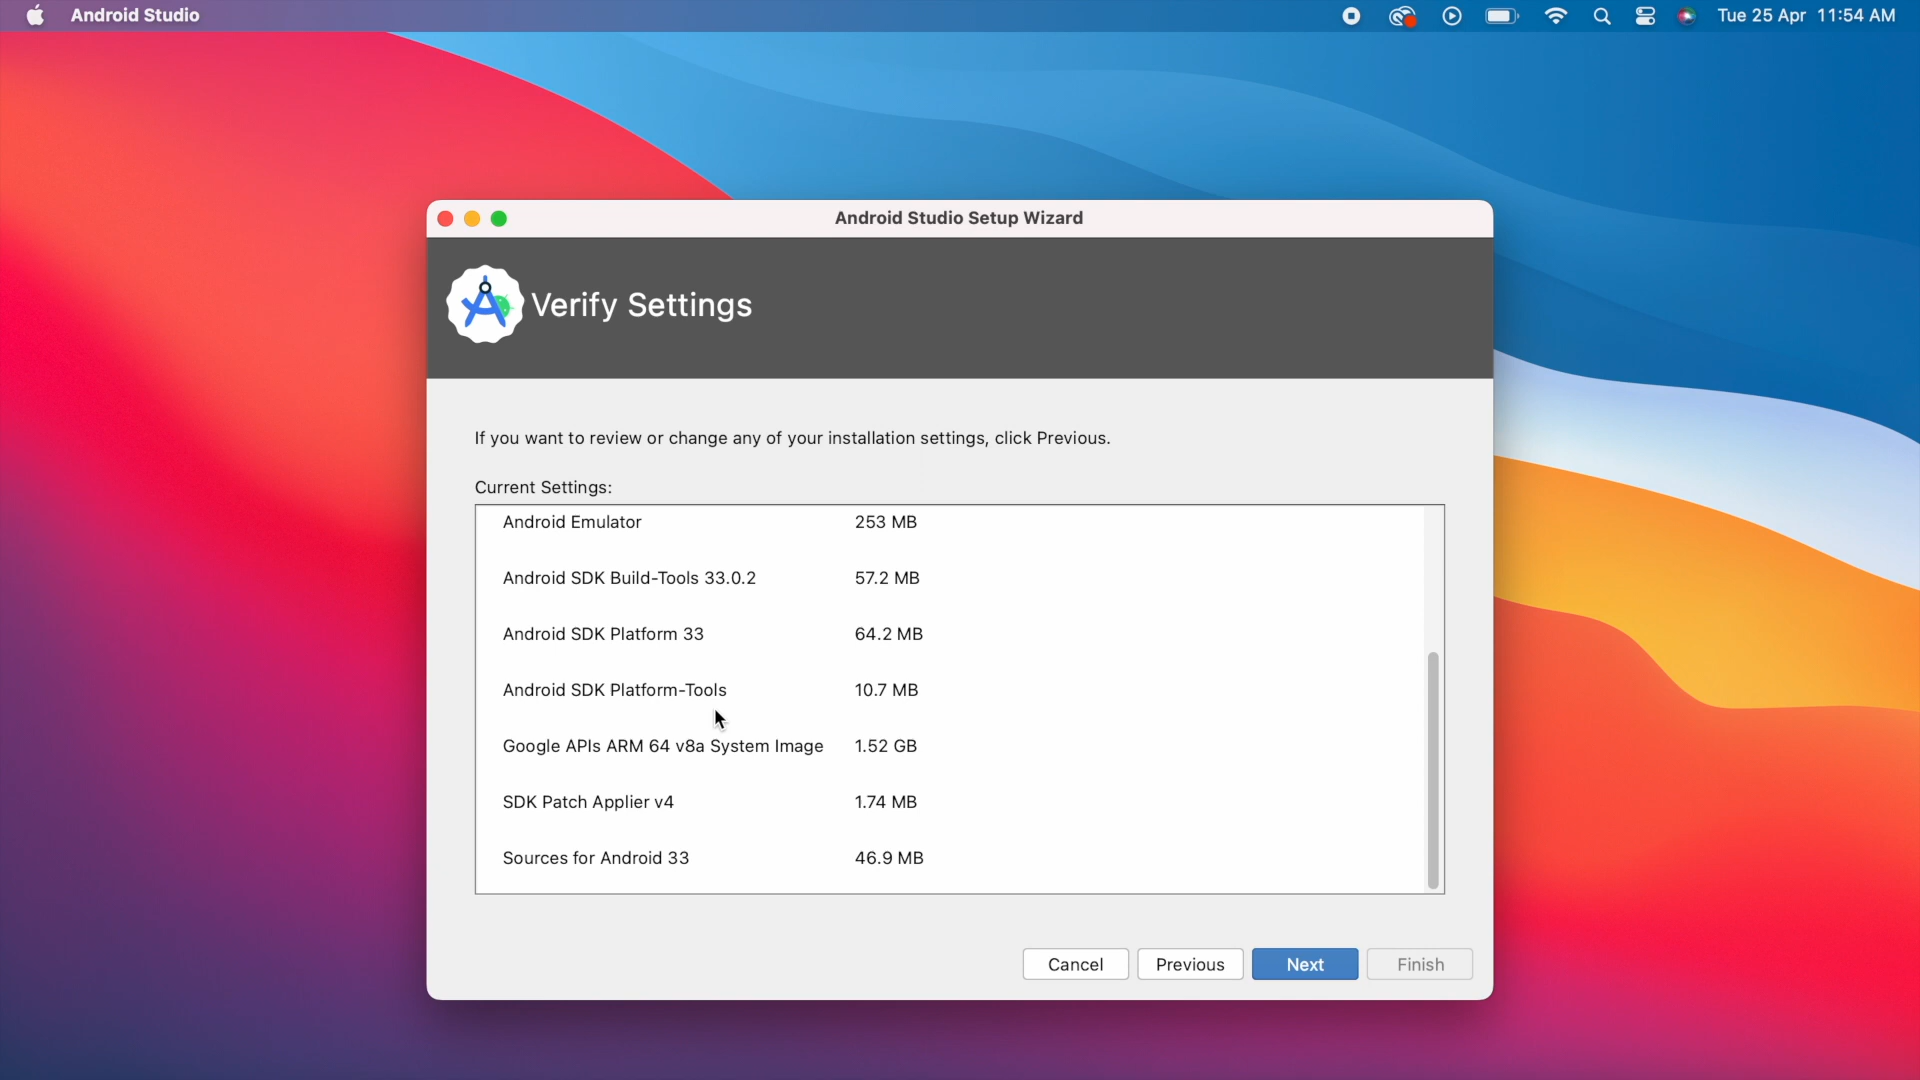 Android Studio
Tue 25 Apr 11:54 AM
Android Studio Setup Wizard
Verify Settings
If you want to review or change any of your installation settings, click Previous.
Current Settings:
Android Emulator 253 MB
Android SDK Build-Tools 33.0.2 57.2 MB
Android SDK Platform 33 64.2 MB
Android SDK Platform-Tools 10.7 MB
Google APIs ARM 64 v8a System Image 1.52 GB
SDK Patch Applier v4 1.74 MB
Sources for Android 33 46.9 MB
Cancel Previous Next Finish